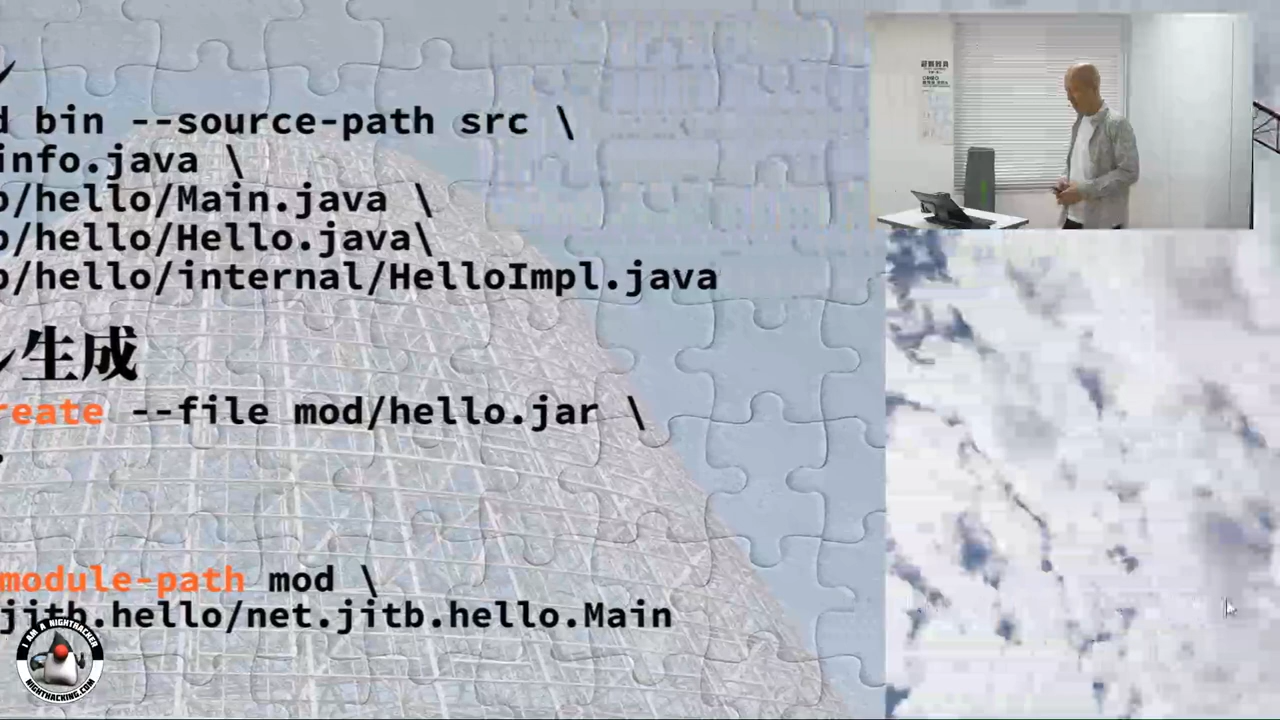 ル
d bin --source-path src \
info.java \
o/hello/Main.java \
o/hello/Hello.java\
o/hello/internal/HelloImpl.java
ル生成
reate --file mod/hello.jar \
.
module-path mod \
jitb.hello/net.jitb.hello.Main
I AM A NIGHTHACKER
NIGHTHACKING.COM